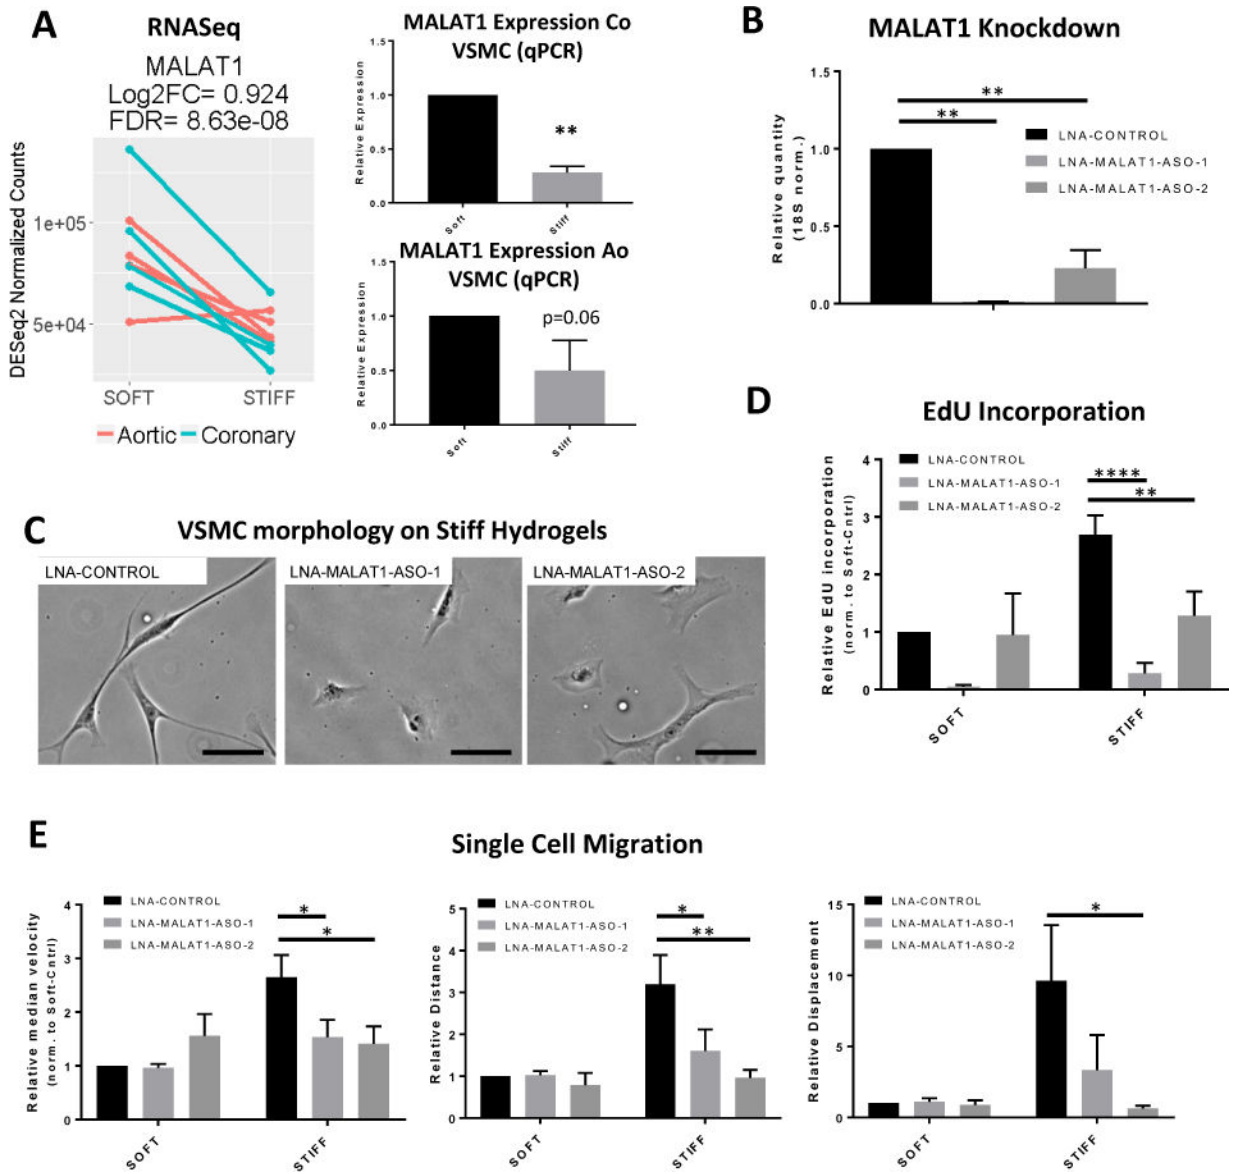 A
RNASeq
MALAT1
Log2FC= 0.924
FDR= 8.63e-08
DESeq2 Normalized Counts
1e+05
5e+04
SOFT
STIFF
Aortic
Coronary
MALAT1 Expression Co
VSMC (qPCR)
Relative Expression
1.5
1.0
0.5
0.0
**
Soft
Stiff
MALAT1 Expression Ao
VSMC (qPCR)
Relative Expression
1.5
1.0
0.5
0.0
p=0.06
Soft
Stiff
B
MALAT1 Knockdown
Relative quantity
(18S norm.)
1.5
1.0
0.5
0.0
**
**
LNA-CONTROL
LNA-MALAT1-ASO-1
LNA-MALAT1-ASO-2
C
VSMC morphology on Stiff Hydrogels
LNA-CONTROL
LNA-MALAT1-ASO-1
LNA-MALAT1-ASO-2
D
EdU Incorporation
LNA-CONTROL
LNA-MALAT1-ASO-1
LNA-MALAT1-ASO-2
Relative EdU incorporation
(norm. to Soft-Cntrl)
4
3
2
1
0
****
**
SOFT
STIFF
E
Single Cell Migration
LNA-CONTROL
LNA-MALAT1-ASO-1
LNA-MALAT1-ASO-2
Relative median velocity
(norm. to Soft-Cntrl)
4
3
2
1
0
*
*
SOFT
STIFF
LNA-CONTROL
LNA-MALAT1-ASO-1
LNA-MALAT1-ASO-2
Relative Distance
5
4
3
2
1
0
*
**
SOFT
STIFF
LNA-CONTROL
LNA-MALAT1-ASO-1
LNA-MALAT1-ASO-2
Relative Displacement
15
10
5
0
*
SOFT
STIFF